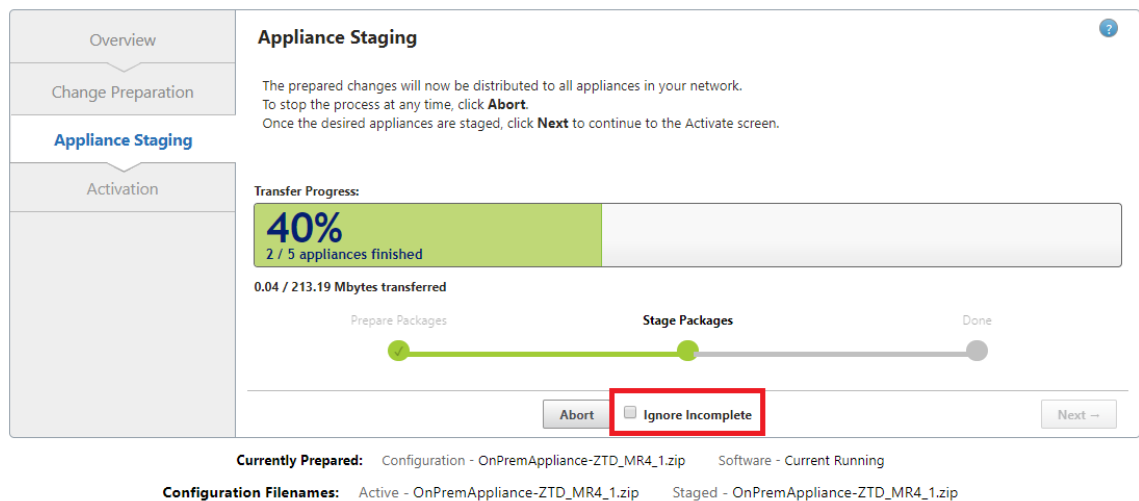 Overview
Change Preparation
Appliance Staging
Activation
Appliance Staging
?
The prepared changes will now be distributed to all appliances in your network.
To stop the process at any time, click Abort.
Once the desired appliances are staged, click Next to continue to the Activate screen.
Transfer Progress:
40%
2 / 5 appliances finished
0.04 / 213.19 Mbytes transferred
Prepare Packages Stage Packages Done
Abort Ignore Incomplete Next →
Currently Prepared: Configuration - OnPremAppliance-ZTD_MR4_1.zip Software - Current Running
Configuration Filenames: Active - OnPremAppliance-ZTD_MR4_1.zip Staged - OnPremAppliance-ZTD_MR4_1.zip